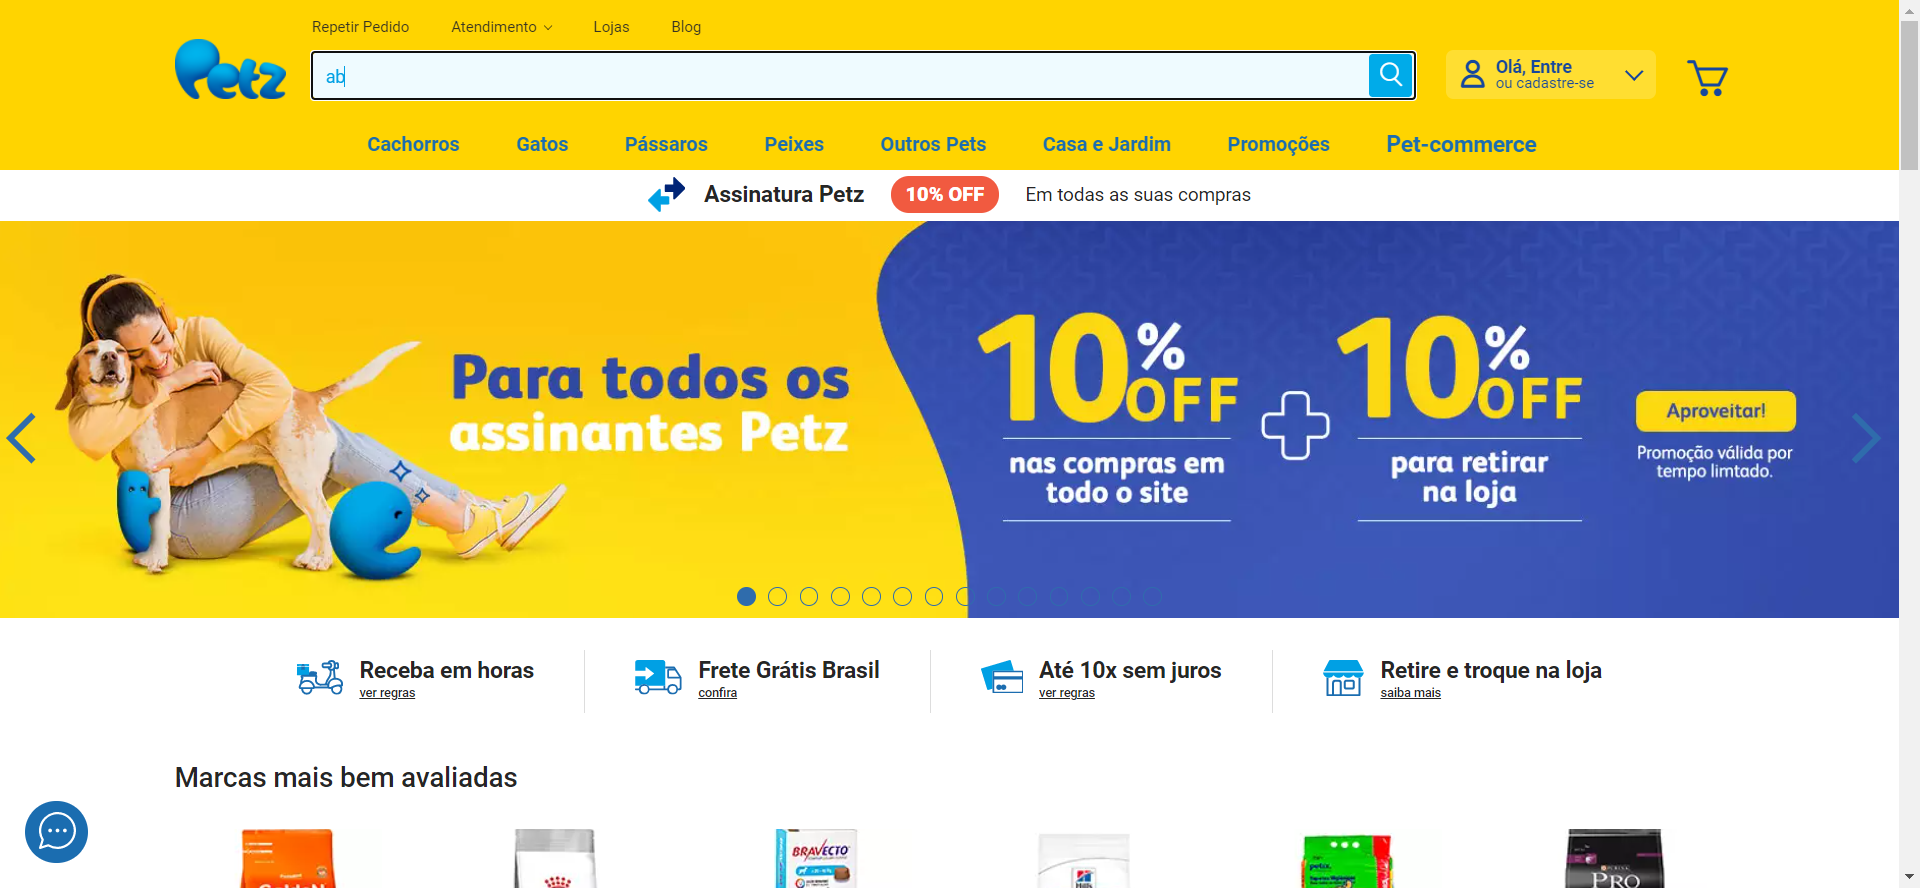 Repetir Pedido
Atendimento
Lojas
Blog
Petz
ab
Olá, Entre
ou cadastre-se
Cachorros
Gatos
Pássaros
Peixes
Outros Pets
Casa e Jardim
Promoções
Pet-commerce
Assinatura Petz
10% OFF
Em todas as suas compras
Para todos os
assinantes Petz
10% OFF
nas compras em
todo o site
10% OFF
para retirar
na loja
Aproveitar!
Promoção válida por
tempo limtado.
Receba em horas
ver regras
Frete Grátis Brasil
confira
Até 10x sem juros
ver regras
Retire e troque na loja
saiba mais
Marcas mais bem avaliadas
GoldeN
BRAVECTO
Hill's
petix
PURINA
PRO